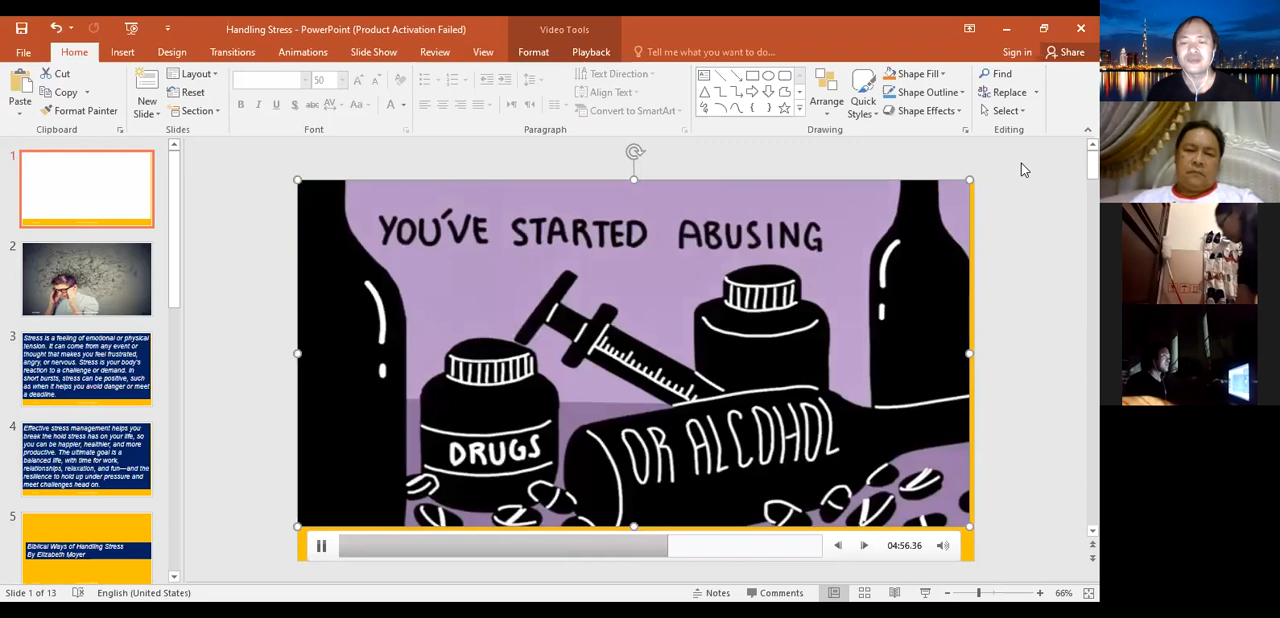 Handling Stress - PowerPoint (Product Activation Failed)
Video Tools
File
Home
Insert
Design
Transitions
Animations
Slide Show
Review
View
Format
Playback
Tell me what you want to do...
Sign in
Share
Paste
Cut
Copy
Format Painter
Clipboard
New Slide
Layout
Reset
Section
Slides
50
B I U S abc AV Aa A
Font
Text Direction
Align Text
Convert to SmartArt
Paragraph
Arrange
Quick Styles
Shape Fill
Shape Outline
Shape Effects
Drawing
Find
Replace
Select
Editing
1
2
3
Stress is a feeling of emotional or physical
tension. It can come from any event or
thought that makes you feel frustrated,
angry, or nervous. Stress is your body's
reaction to a challenge or demand. In
short bursts, stress can be positive, such
as when it helps you avoid danger or meet
a deadline.
4
Effective stress management helps you
break the hold stress has on your life, so
you can be happier, healthier, and more
productive. The ultimate goal is a
balanced life, with time for work,
relationships, relaxation, and fun—and the
resilience to hold up under pressure and
meet challenges head on.
5
Biblical Ways of Handling Stress
By Elizabeth Moyer
YOU'VE STARTED ABUSING
DRUGS
OR ALCOHOL
04:56.36
Slide 1 of 13
English (United States)
Notes
Comments
66%